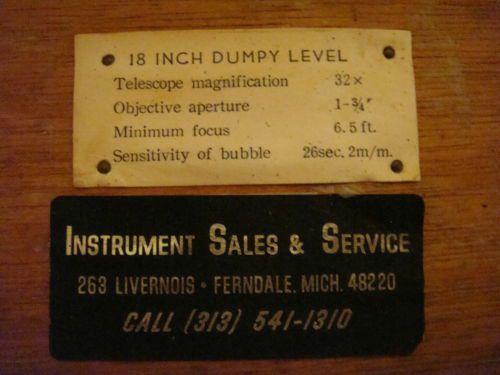 18 INCH DUMPY LEVEL
Telescope magnification 32×
Objective aperture 1-¾"
Minimum focus 6.5 ft.
Sensitivity of bubble 26sec. 2m/m.
INSTRUMENT SALES & SERVICE
263 LIVERNOIS • FERNDALE, MICH. 48220
CALL (313) 541-1310